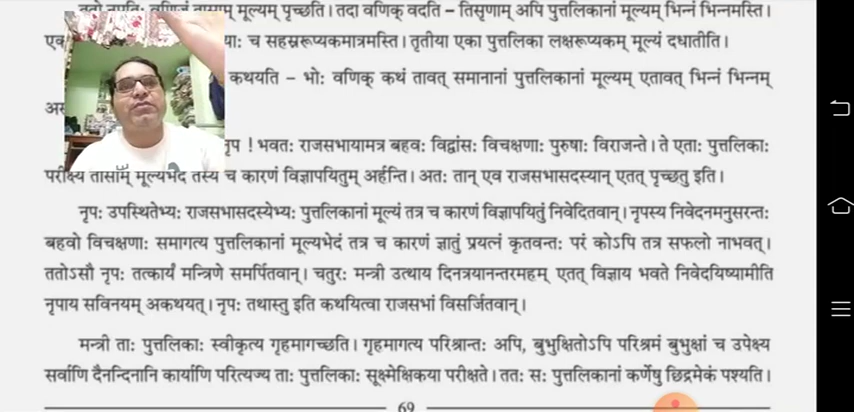 नृपतिः वणिजं तासाम् मूल्यम् पृच्छति। तदा वणिक् वदति – तिसृणाम् अपि पुत्तलिकानां मूल्यम् भिन्नं भिन्नमस्ति।
च सहस्ररूप्यकमात्रमस्ति। तृतीया एका पुत्तलिका लक्षरूप्यकम् मूल्यं दधातीति।
कथयति – भोः वणिक् कथं तावत् समानानां पुत्तलिकानां मूल्यम् एतावत् भिन्नं भिन्नम्
नृप ! भवतः राजसभायामत्र बहवः विद्वांसः विचक्षणाः पुरुषाः विराजन्ते। ते एताः पुत्तलिकाः
परीक्ष्य तासाम् मूल्यभेदं तस्य च कारणं विज्ञापयितुम् अर्हन्ति। अतः तान् एव राजसभासदस्यान् एतत् पृच्छतु इति।
नृपः उपस्थितेभ्यः राजसभासदस्येभ्यः पुत्तलिकानां मूल्यं तत्र च कारणं विज्ञापयितुं निवेदितवान्। नृपस्य निवेदनमनुसरन्तः
बहवो विचक्षणाः समागत्य पुत्तलिकानां मूल्यभेदं तत्र च कारणं ज्ञातुं प्रयत्नं कृतवन्तः परं कोऽपि तत्र सफलो नाभवत्।
ततोऽसौ नृपः तत्कार्यं मन्त्रिणे समर्पितवान्। चतुरः मन्त्री उत्थाय दिनत्रयानन्तरमहम् एतत् विज्ञाय भवते निवेदयिष्यामीति
नृपाय सविनयम् अकथयत्। नृपः तथास्तु इति कथयित्वा राजसभां विसर्जितवान्।
मन्त्री ताः पुत्तलिकाः स्वीकृत्य गृहमागच्छति। गृहमागत्य परिश्रान्तः अपि, बुभुक्षितोऽपि परिश्रमं बुभुक्षां च उपेक्ष्य
सर्वाणि दैनन्दिनानि कार्याणि परित्यज्य ताः पुत्तलिकाः सूक्ष्मेक्षिकया परीक्षते। ततः सः पुत्तलिकानां कर्णेषु छिद्रमेकं पश्यति।
69